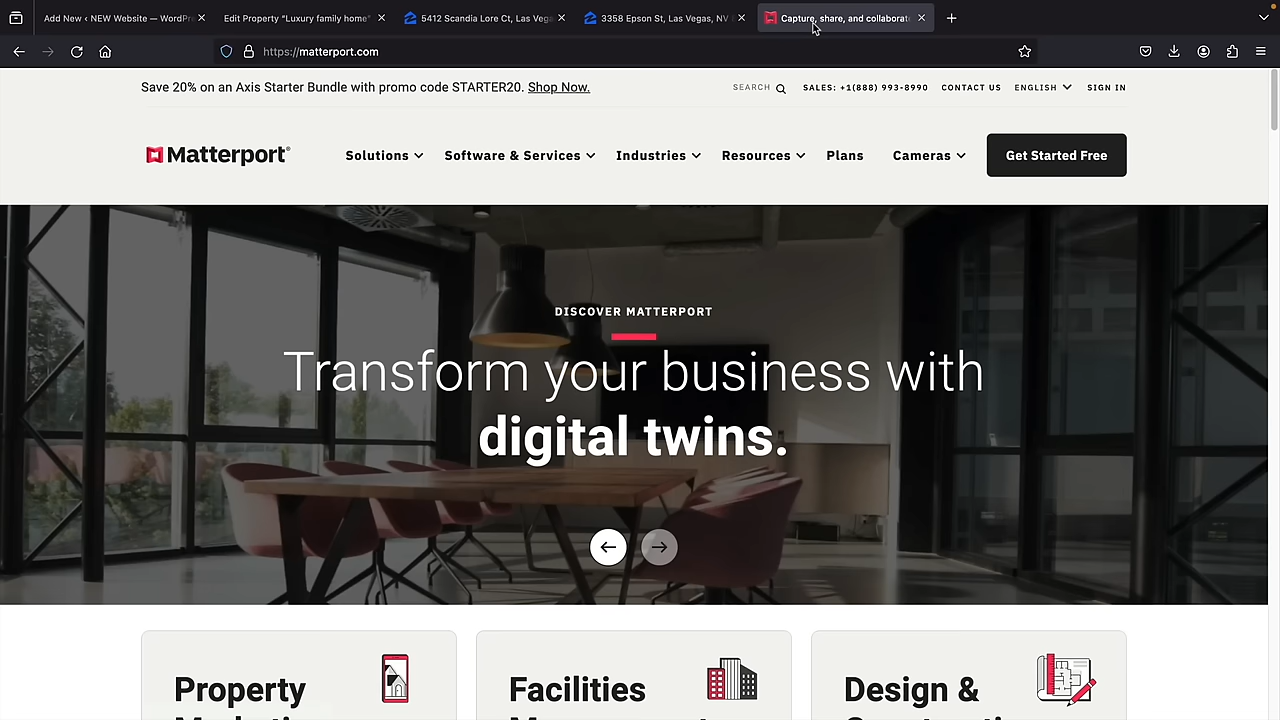 Add New ‹ NEW Website — WordPr
Edit Property "Luxury family home"
5412 Scandia Lore Ct, Las Vega
3358 Epson St, Las Vegas, NV
Capture, share, and collaborat
https://matterport.com
Save 20% on an Axis Starter Bundle with promo code STARTER20. Shop Now.
SEARCH
SALES: +1(888) 993-8990
CONTACT US
ENGLISH
SIGN IN
Matterport®
Solutions
Software & Services
Industries
Resources
Plans
Cameras
Get Started Free
DISCOVER MATTERPORT
Transform your business with
digital twins.
Property
Facilities
Design &